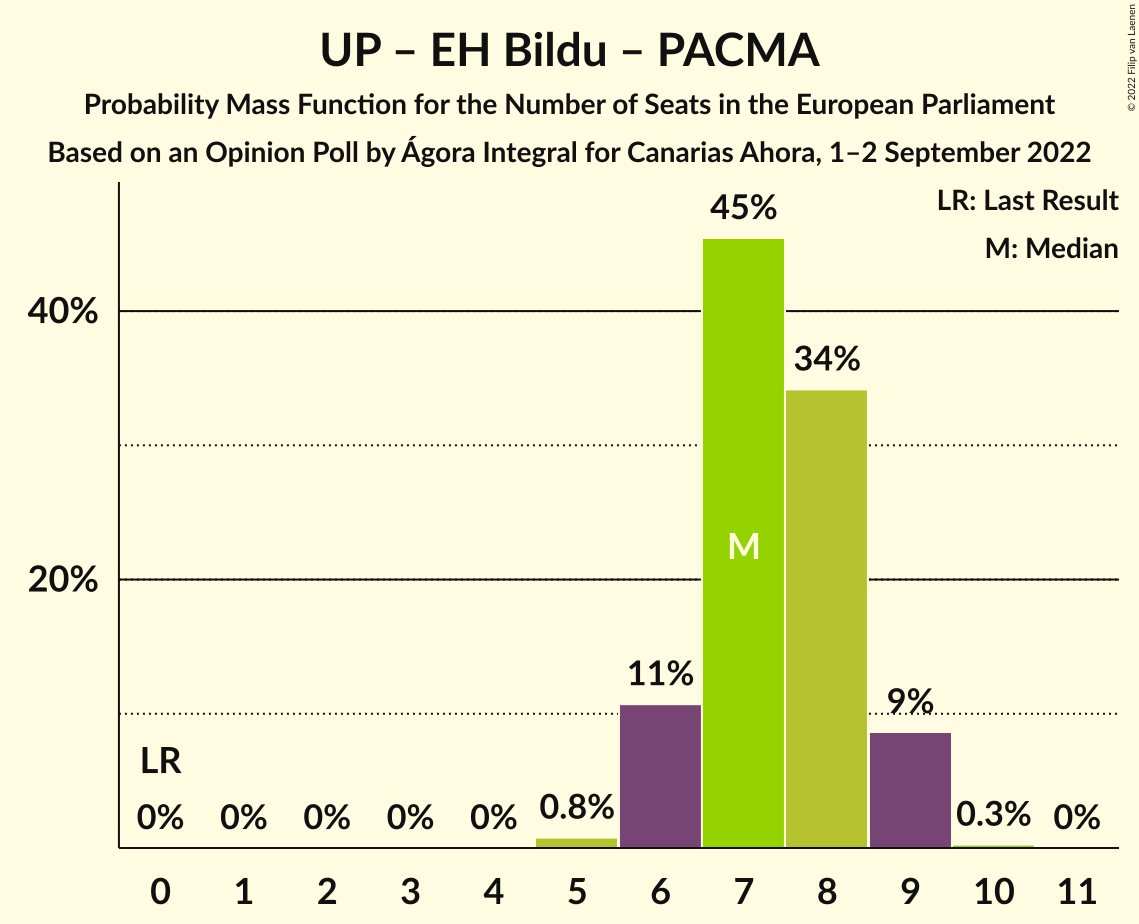 UP – EH Bildu – PACMA
Probability Mass Function for the Number of Seats in the European Parliament
Based on an Opinion Poll by Ágora Integral for Canarias Ahora, 1–2 September 2022
© 2022 Filip van Laenen
LR: Last Result
M: Median
45%
40%
34%
M
20%
11%
9%
LR
0% 0% 0% 0% 0% 0.8% 0.3% 0%
0 1 2 3 4 5 6 7 8 9 10 11